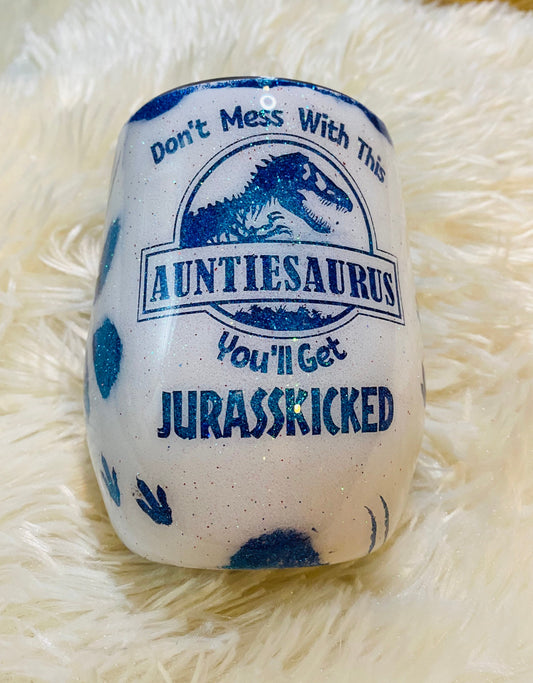 Don't Mess With This
AUNTIESAURUS
You'll Get
JURASSKICKED